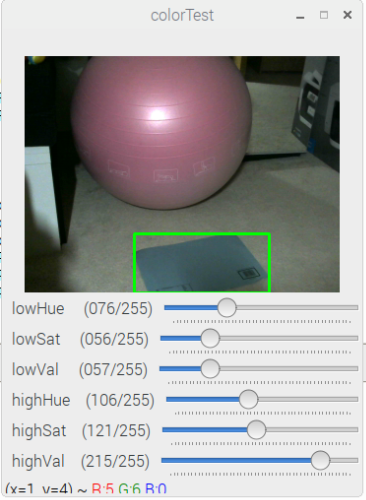 colorTest
lowHue (076/255)
lowSat (056/255)
lowVal (057/255)
highHue (106/255)
highSat (121/255)
highVal (215/255)
(x=1, y=4) ~ R:5 G:6 B:0